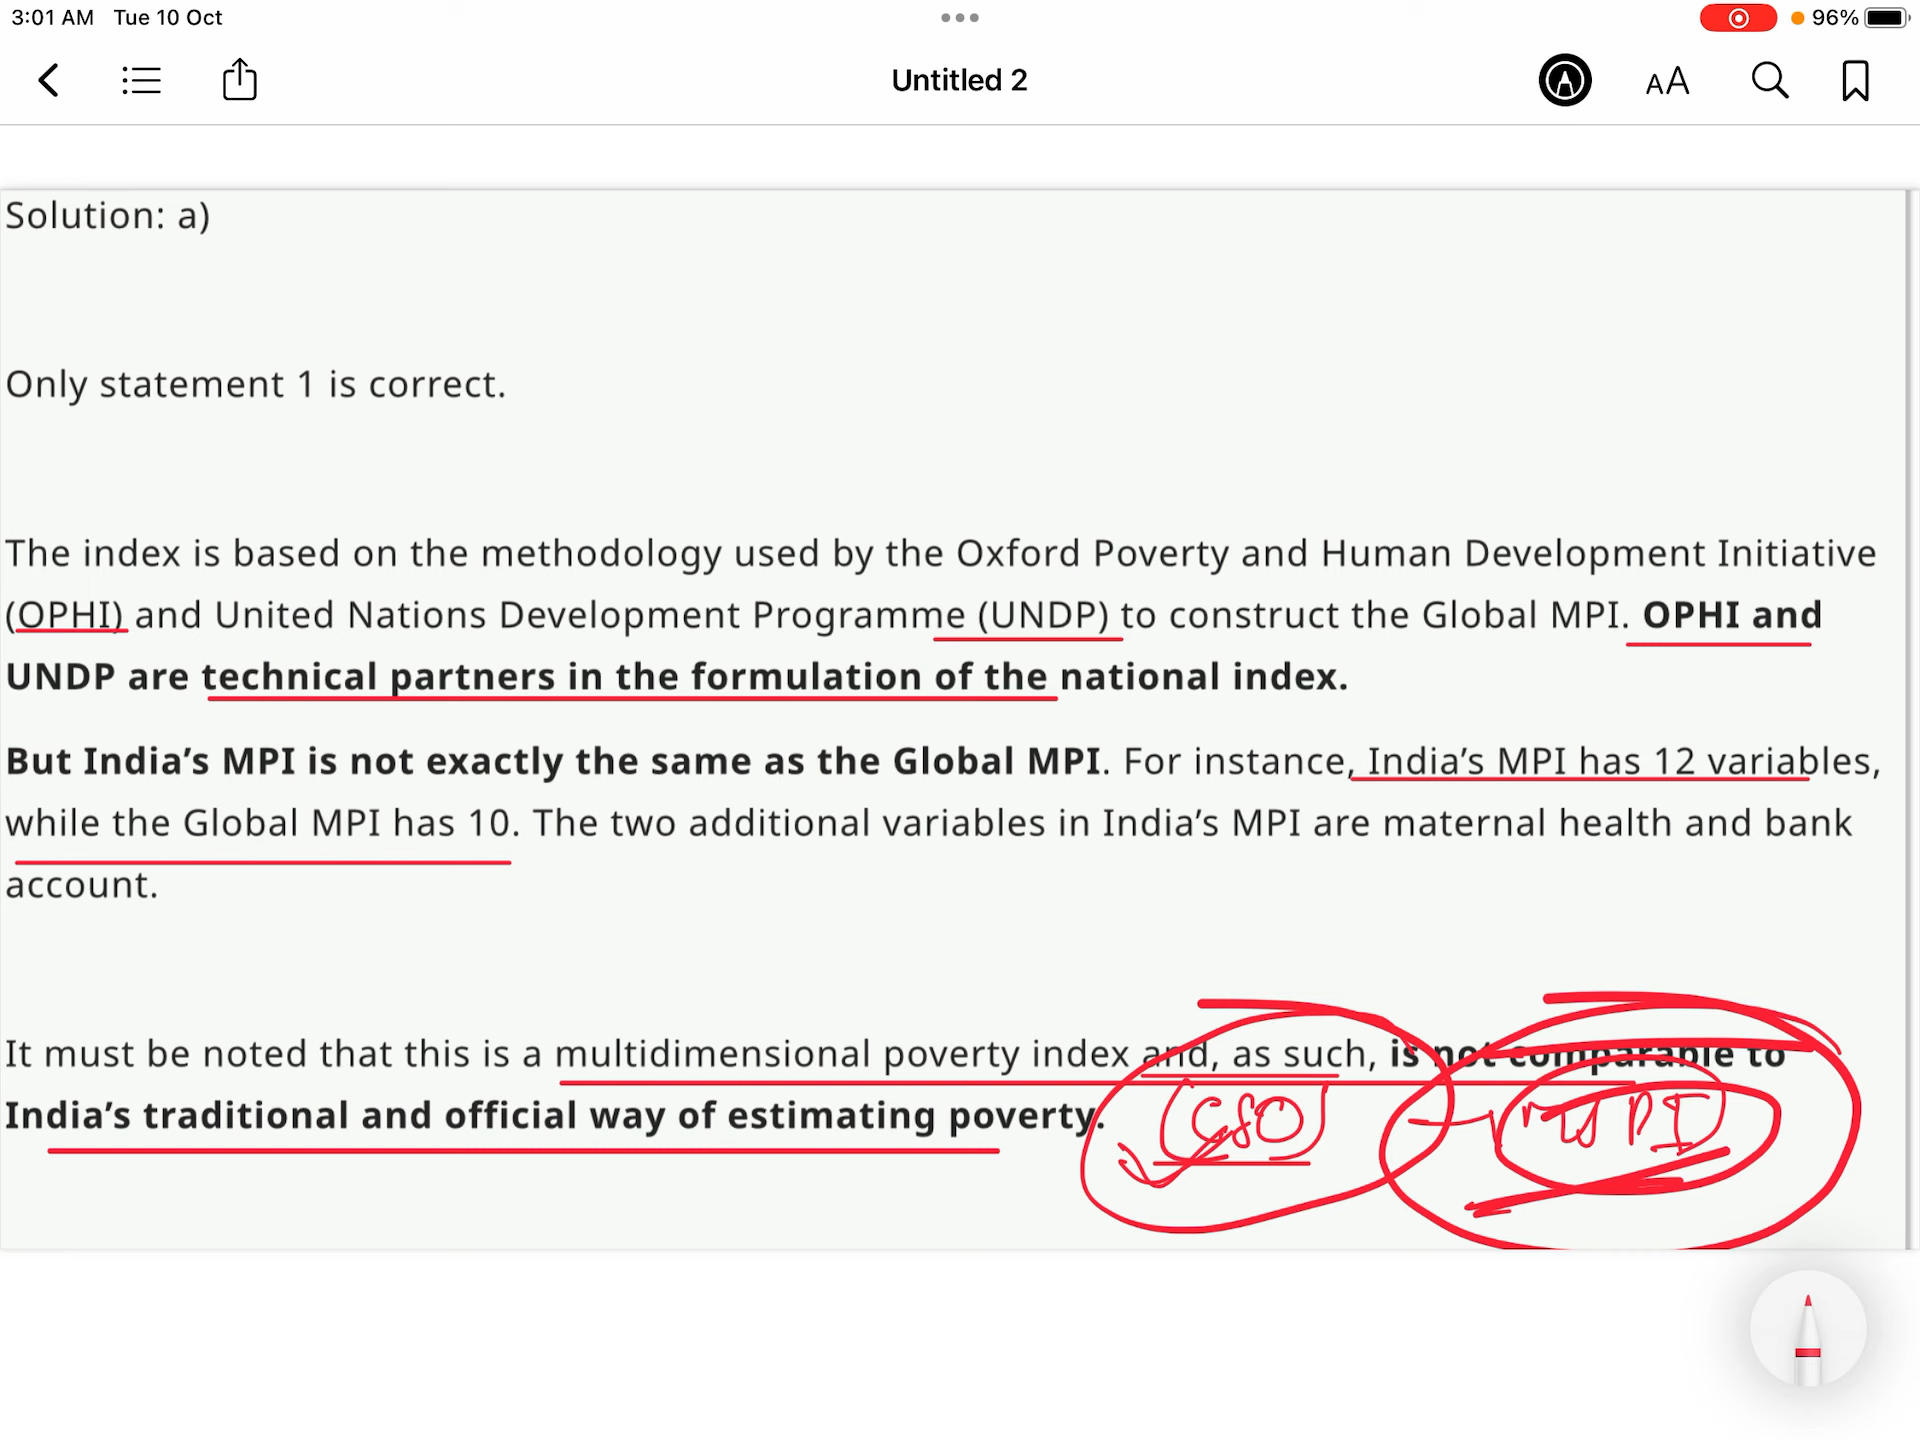 3:01 AM Tue 10 Oct
96%
Untitled 2
AA
Solution: a)
Only statement 1 is correct.
The index is based on the methodology used by the Oxford Poverty and Human Development Initiative
(OPHI) and United Nations Development Programme (UNDP) to construct the Global MPI. OPHI and
UNDP are technical partners in the formulation of the national index.
But India’s MPI is not exactly the same as the Global MPI. For instance, India’s MPI has 12 variables,
while the Global MPI has 10. The two additional variables in India’s MPI are maternal health and bank
account.
It must be noted that this is a multidimensional poverty index and, as such, is not comparable to
India’s traditional and official way of estimating poverty.